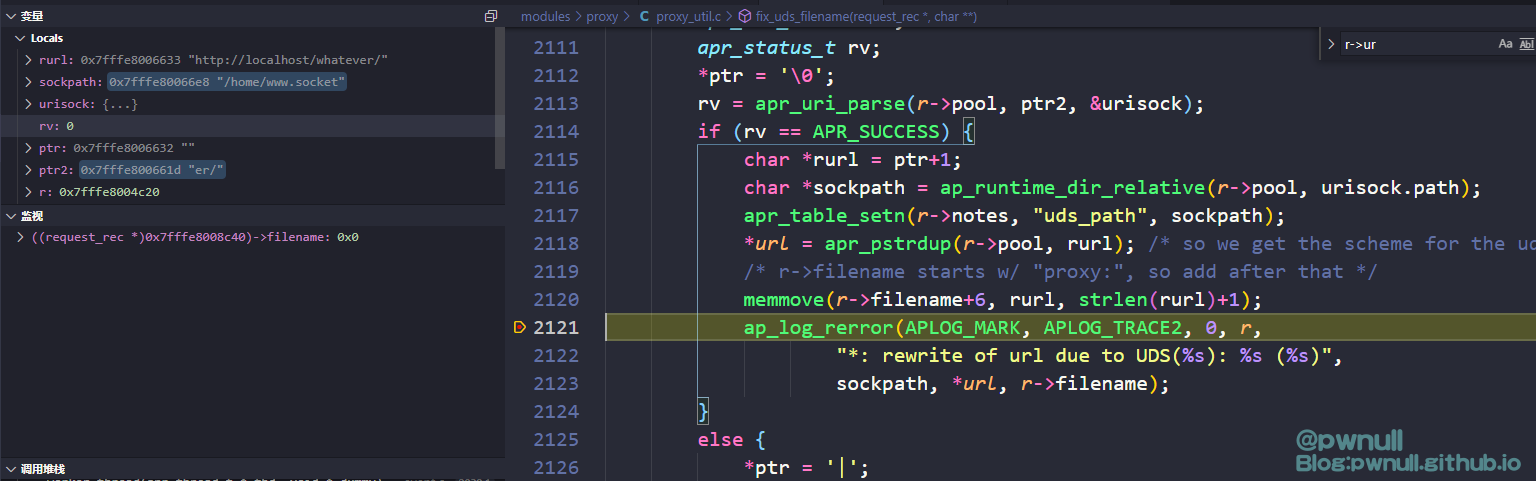 变量
Locals
rurl: 0x7fffe8006633 "http://localhost/whatever/"
sockpath: 0x7fffe80066e8 "/home/www.socket"
urisock: {...}
rv: 0
ptr: 0x7fffe8006632 ""
ptr2: 0x7fffe800661d "er/"
r: 0x7fffe8004c20
监视
((request_rec *)0x7fffe8008c40)->filename: 0x0
调用堆栈
modules > proxy > C proxy_util.c > fix_uds_filename(request_rec *, char **)
r->ur
Aa
Abl
2111 apr_status_t rv;
2112 *ptr = '\0';
2113 rv = apr_uri_parse(r->pool, ptr2, &urisock);
2114 if (rv == APR_SUCCESS) {
2115 char *rurl = ptr+1;
2116 char *sockpath = ap_runtime_dir_relative(r->pool, urisock.path);
2117 apr_table_setn(r->notes, "uds_path", sockpath);
2118 *url = apr_pstrdup(r->pool, rurl); /* so we get the scheme for the ud
2119 /* r->filename starts w/ "proxy:", so add after that */
2120 memmove(r->filename+6, rurl, strlen(rurl)+1);
2121 ap_log_rerror(APLOG_MARK, APLOG_TRACE2, 0, r,
2122 "*: rewrite of url due to UDS(%s): %s (%s)",
2123 sockpath, *url, r->filename);
2124 }
2125 else {
2126 *ptr = '|';
@pwnull
Blog:pwnull.github.io